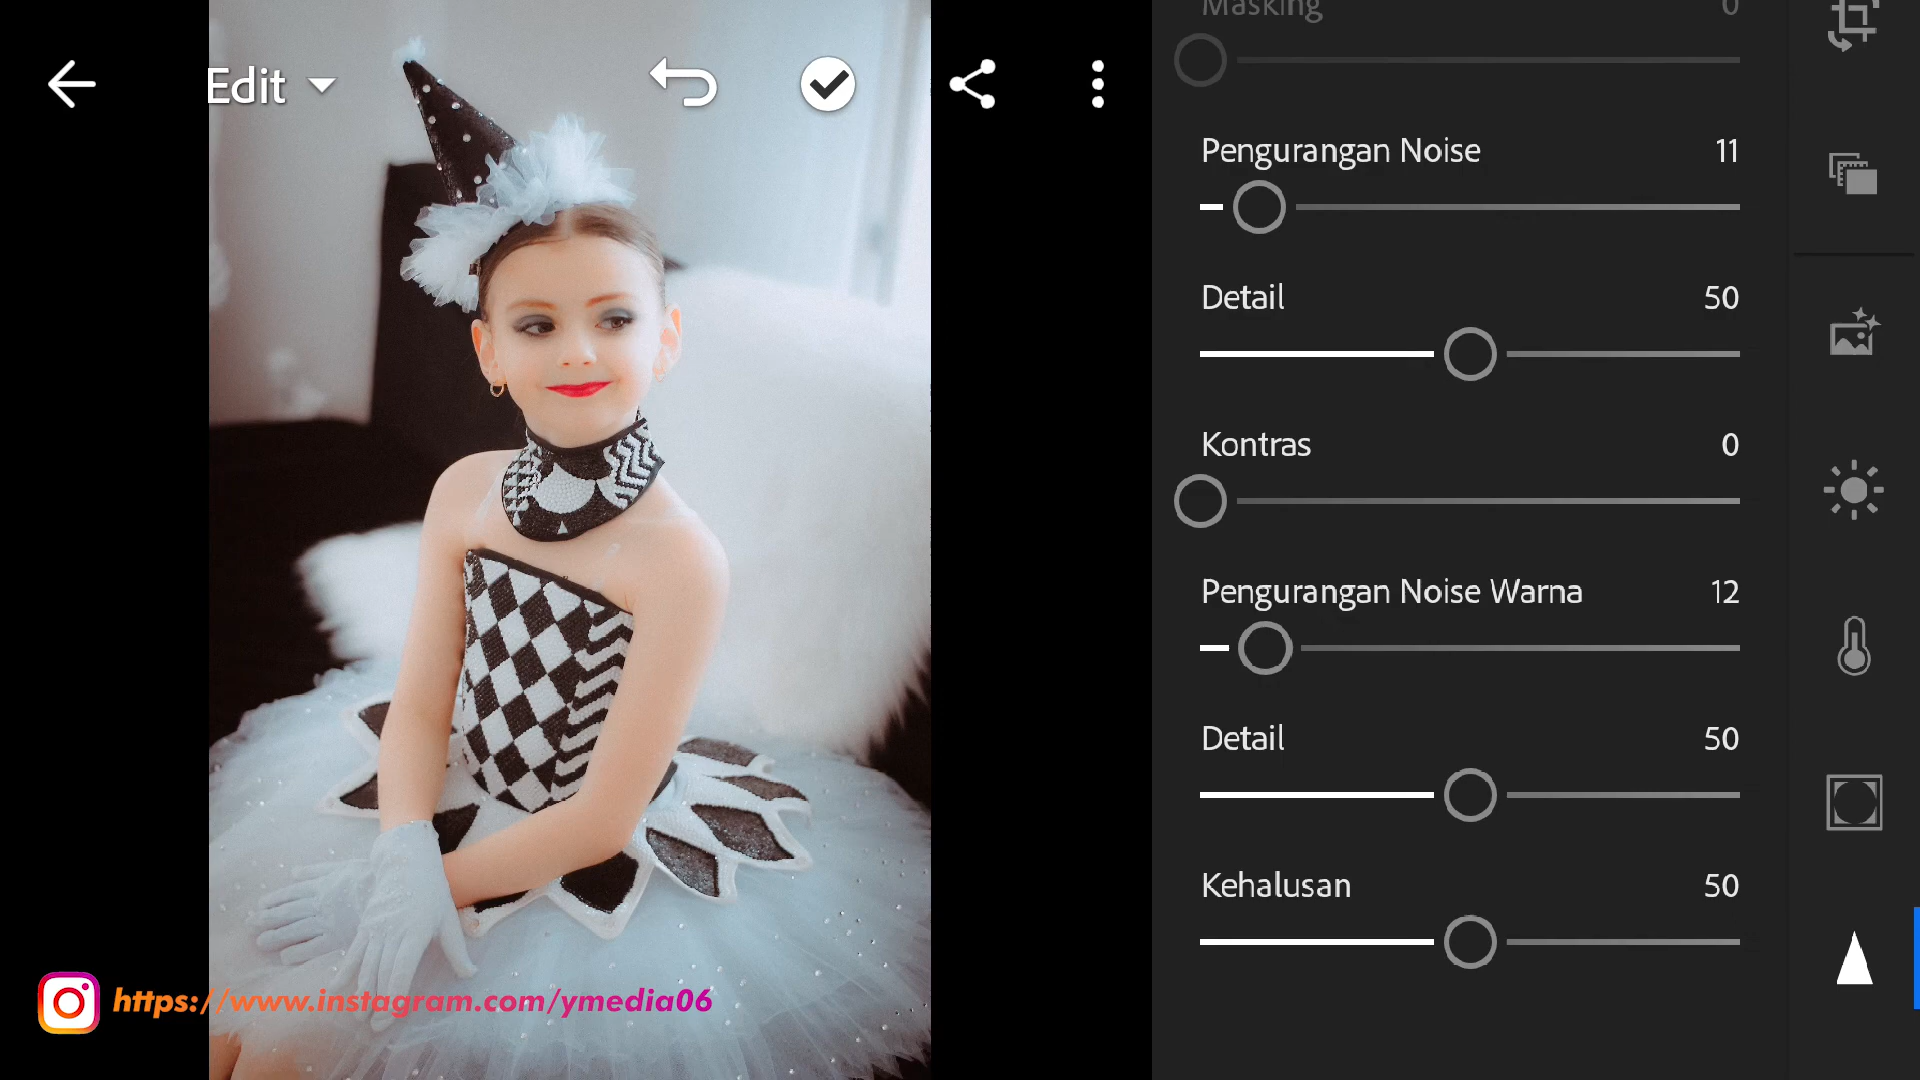 Masking 0
Edit
Pengurangan Noise 11
Detail 50
Kontras 0
Pengurangan Noise Warna 12
Detail 50
Kehalusan 50
https://www.instagram.com/ymedia06